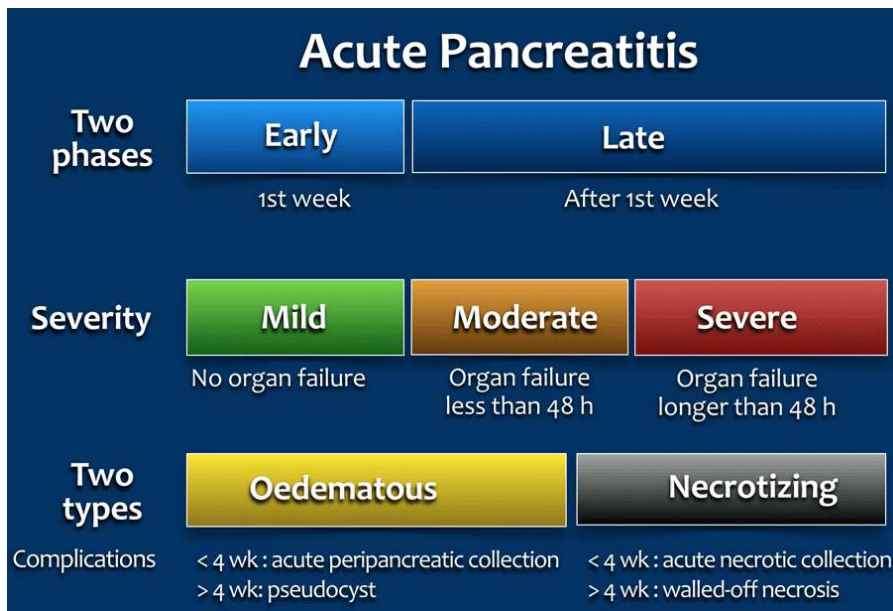 Acute Pancreatitis
Two
phases
Early
Late
1st week
After 1st week
Severity
Mild
Moderate
Severe
No organ failure
Organ failure
less than 48 h
Organ failure
longer than 48 h
Two
types
Oedematous
Necrotizing
Complications
< 4 wk : acute peripancreatic collection
> 4 wk: pseudocyst
< 4 wk : acute necrotic collection
> 4 wk : walled-off necrosis